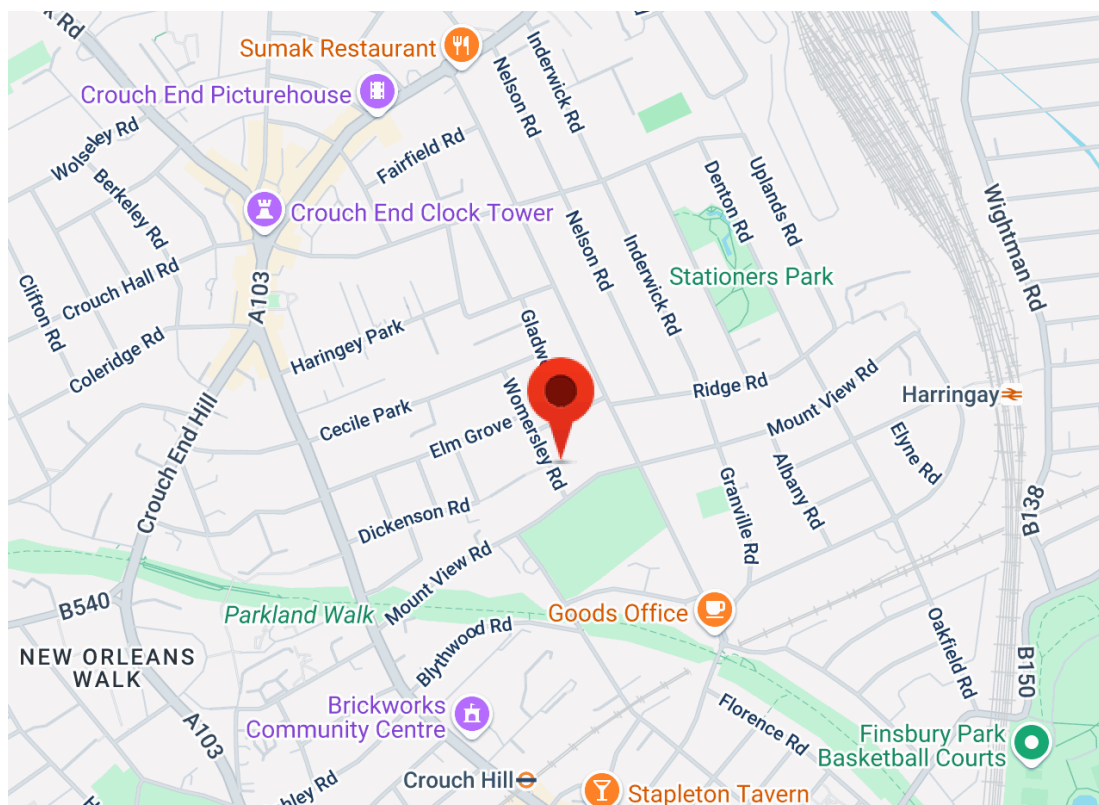 k Rd
Sumak Restaurant
Inderwick Rd
Nelson Rd
Crouch End Picturehouse
Wolseley Rd
Fairfield Rd
Berkeley Rd
Denton Rd
Uplands Rd
Wightman Rd
Crouch End Clock Tower
Nelson Rd
Inderwick Rd
Stationers Park
Crouch Hall Rd
Clifton Rd
A103
Coleridge Rd
Haringey Park
Gladw
Ridge Rd
Mount View Rd
Harringay
Womersley Rd
Cecile Park
Elm Grove
Crouch End Hill
Elyne Rd
Albany Rd
Granville Rd
B138
Dickenson Rd
Mount View Rd
B540
Parkland Walk
Goods Office
Blythwood Rd
Oakfield Rd
NEW ORLEANS
WALK
B150
Brickworks
Community Centre
A103
Florence Rd
Finsbury Park
Basketball Courts
Crouch Hill
hley Rd
Stapleton Tavern